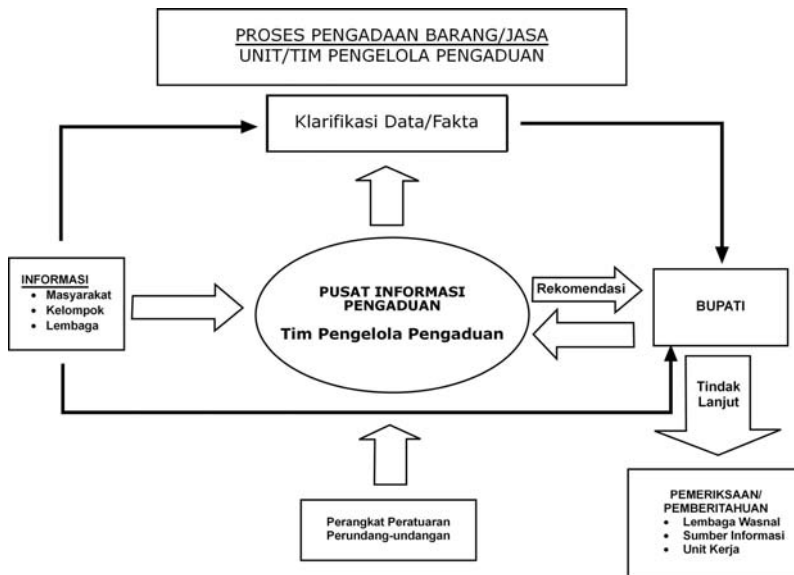 PROSES PENGADAAN BARANG/JASA
UNIT/TIM PENGELOLA PENGADUAN
Klarifikasi Data/Fakta
INFORMASI
• Masyarakat
• Kelompok
• Lembaga
PUSAT INFORMASI
PENGADUAN
Tim Pengelola Pengaduan
Rekomendasi
BUPATI
Tindak
Lanjut
Perangkat Peratuaran
Perundang-undangan
PEMERIKSAAN/
PEMBERITAHUAN
• Lembaga Wasnal
• Sumber Informasi
• Unit Kerja